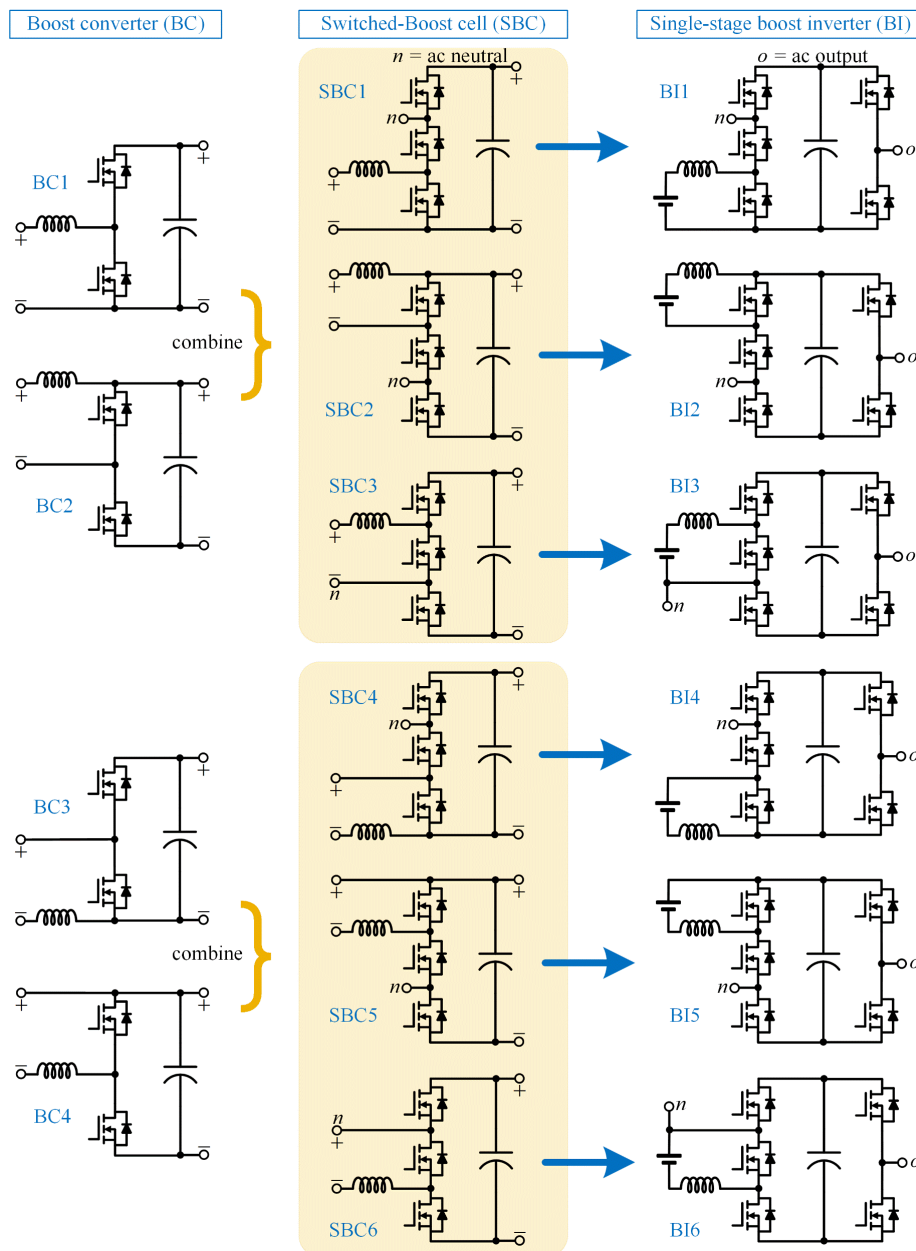 Boost converter (BC)
Switched-Boost cell (SBC)
Single-stage boost inverter (BI)
n = ac neutral
o = ac output
BC1
+
+
−
−
combine
+
+
−
BC2
−
SBC1
+
n
+
−
−
+
+
−
n
SBC2
−
SBC3
+
+
−
n
−
BI1
n
o
n
o
BI2
BI3
o
n
BC3
+
+
−
−
combine
+
+
−
BC4
−
SBC4
+
n
+
−
−
+
+
−
n
SBC5
−
+
n
+
−
SBC6
−
BI4
n
o
o
n
BI5
n
o
BI6